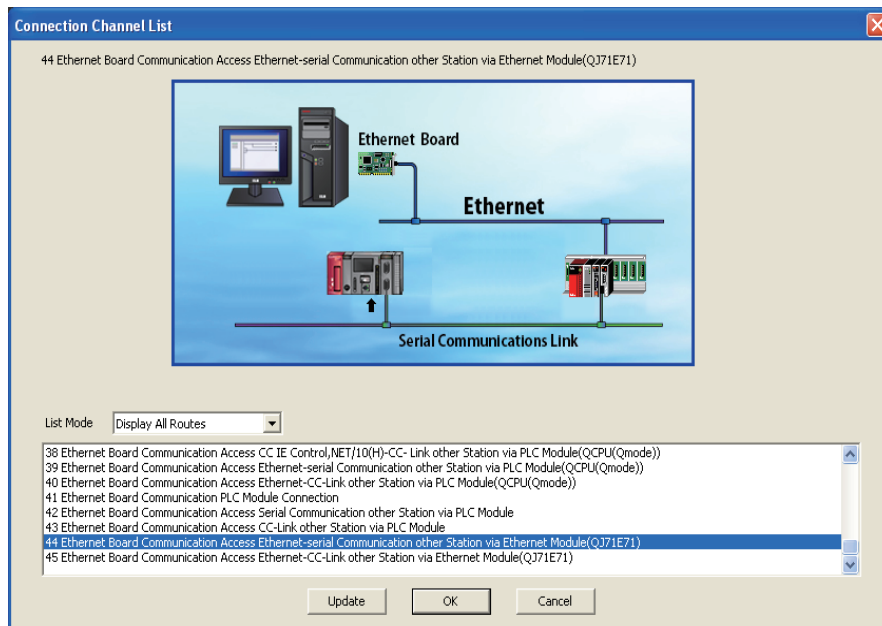 Connection Channel List
44 Ethernet Board Communication Access Ethernet-serial Communication other Station via Ethernet Module(QJ71E71)
Ethernet Board
Ethernet
Serial Communications Link
List Mode
Display All Routes
38 Ethernet Board Communication Access CC IE Control,NET/10(H)-CC- Link other Station via PLC Module(QCPU(Qmode))
39 Ethernet Board Communication Access Ethernet-serial Communication other Station via PLC Module(QCPU(Qmode))
40 Ethernet Board Communication Access Ethernet-CC-Link other Station via PLC Module(QCPU(Qmode))
41 Ethernet Board Communication PLC Module Connection
42 Ethernet Board Communication Access Serial Communication other Station via PLC Module
43 Ethernet Board Communication Access CC-Link other Station via PLC Module
44 Ethernet Board Communication Access Ethernet-serial Communication other Station via Ethernet Module(QJ71E71)
45 Ethernet Board Communication Access Ethernet-CC-Link other Station via Ethernet Module(QJ71E71)
Update
OK
Cancel